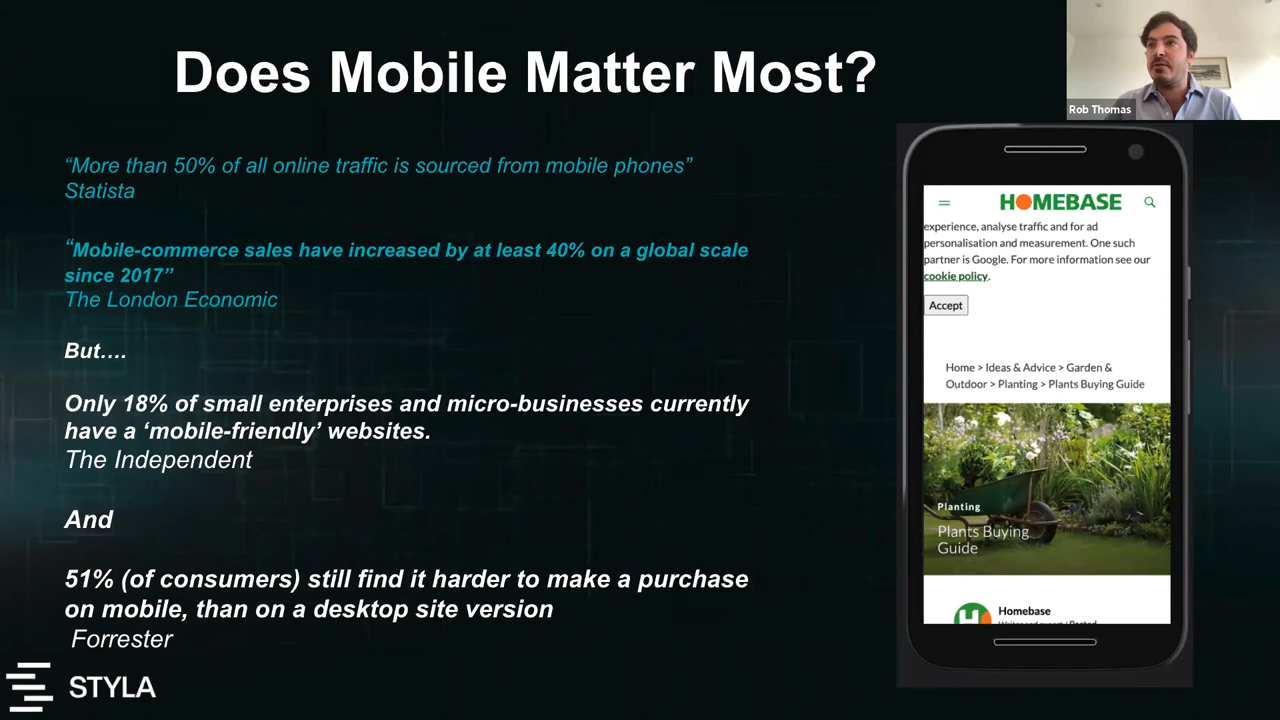 Does Mobile Matter Most?
Rob Thomas
“More than 50% of all online traffic is sourced from mobile phones”
Statista
“Mobile-commerce sales have increased by at least 40% on a global scale
since 2017”
The London Economic
But….
Only 18% of small enterprises and micro-businesses currently
have a ‘mobile-friendly’ websites.
The Independent
And
51% (of consumers) still find it harder to make a purchase
on mobile, than on a desktop site version
Forrester
STYLA
HOMEBASE
experience, analyse traffic and for ad
personalisation and measurement. One such
partner is Google. For more information see our
cookie policy.
Accept
Home > Ideas & Advice > Garden &
Outdoor > Planting > Plants Buying Guide
Planting
Plants Buying
Guide
Homebase